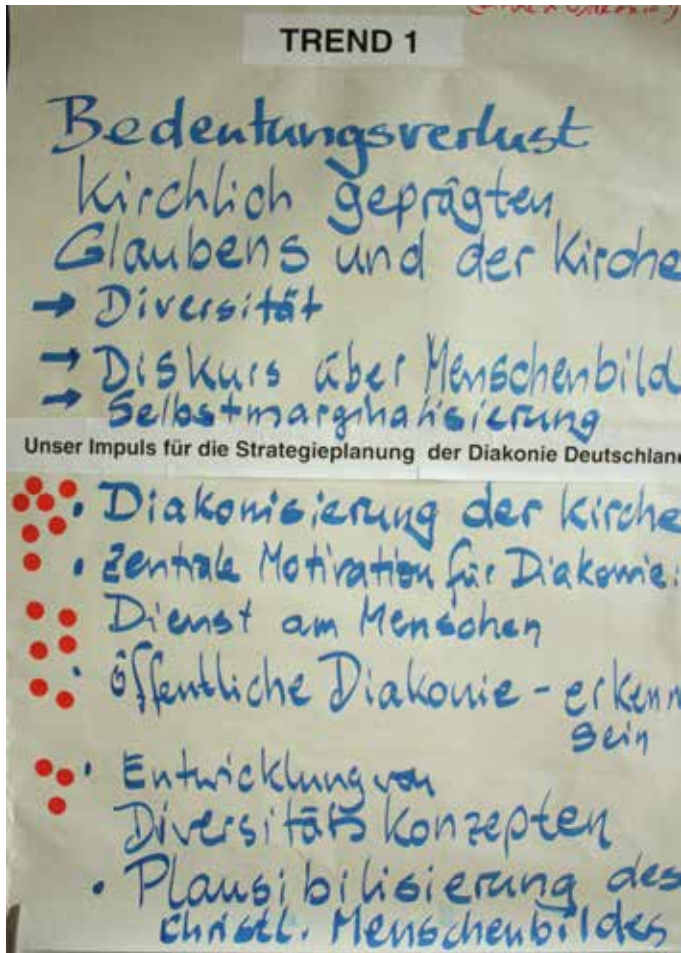 TREND 1
Bedeutungsverlust
kirchlich geprägten
Glaubens und der Kirche
→ Diversität
→ Diskurs über Menschenbild
→ Selbstmarginalisierung
Unser Impuls für die Strategieplanung der Diakonie Deutschland
• Diakonisierung der Kirche
• Zentrale Motivation für Diakonie:
Dienst am Menschen
• öffentliche Diakonie - erkenn
sein
• Entwicklung von
Diversitätskonzepten
• Plausibilisierung des
christl. Menschenbildes